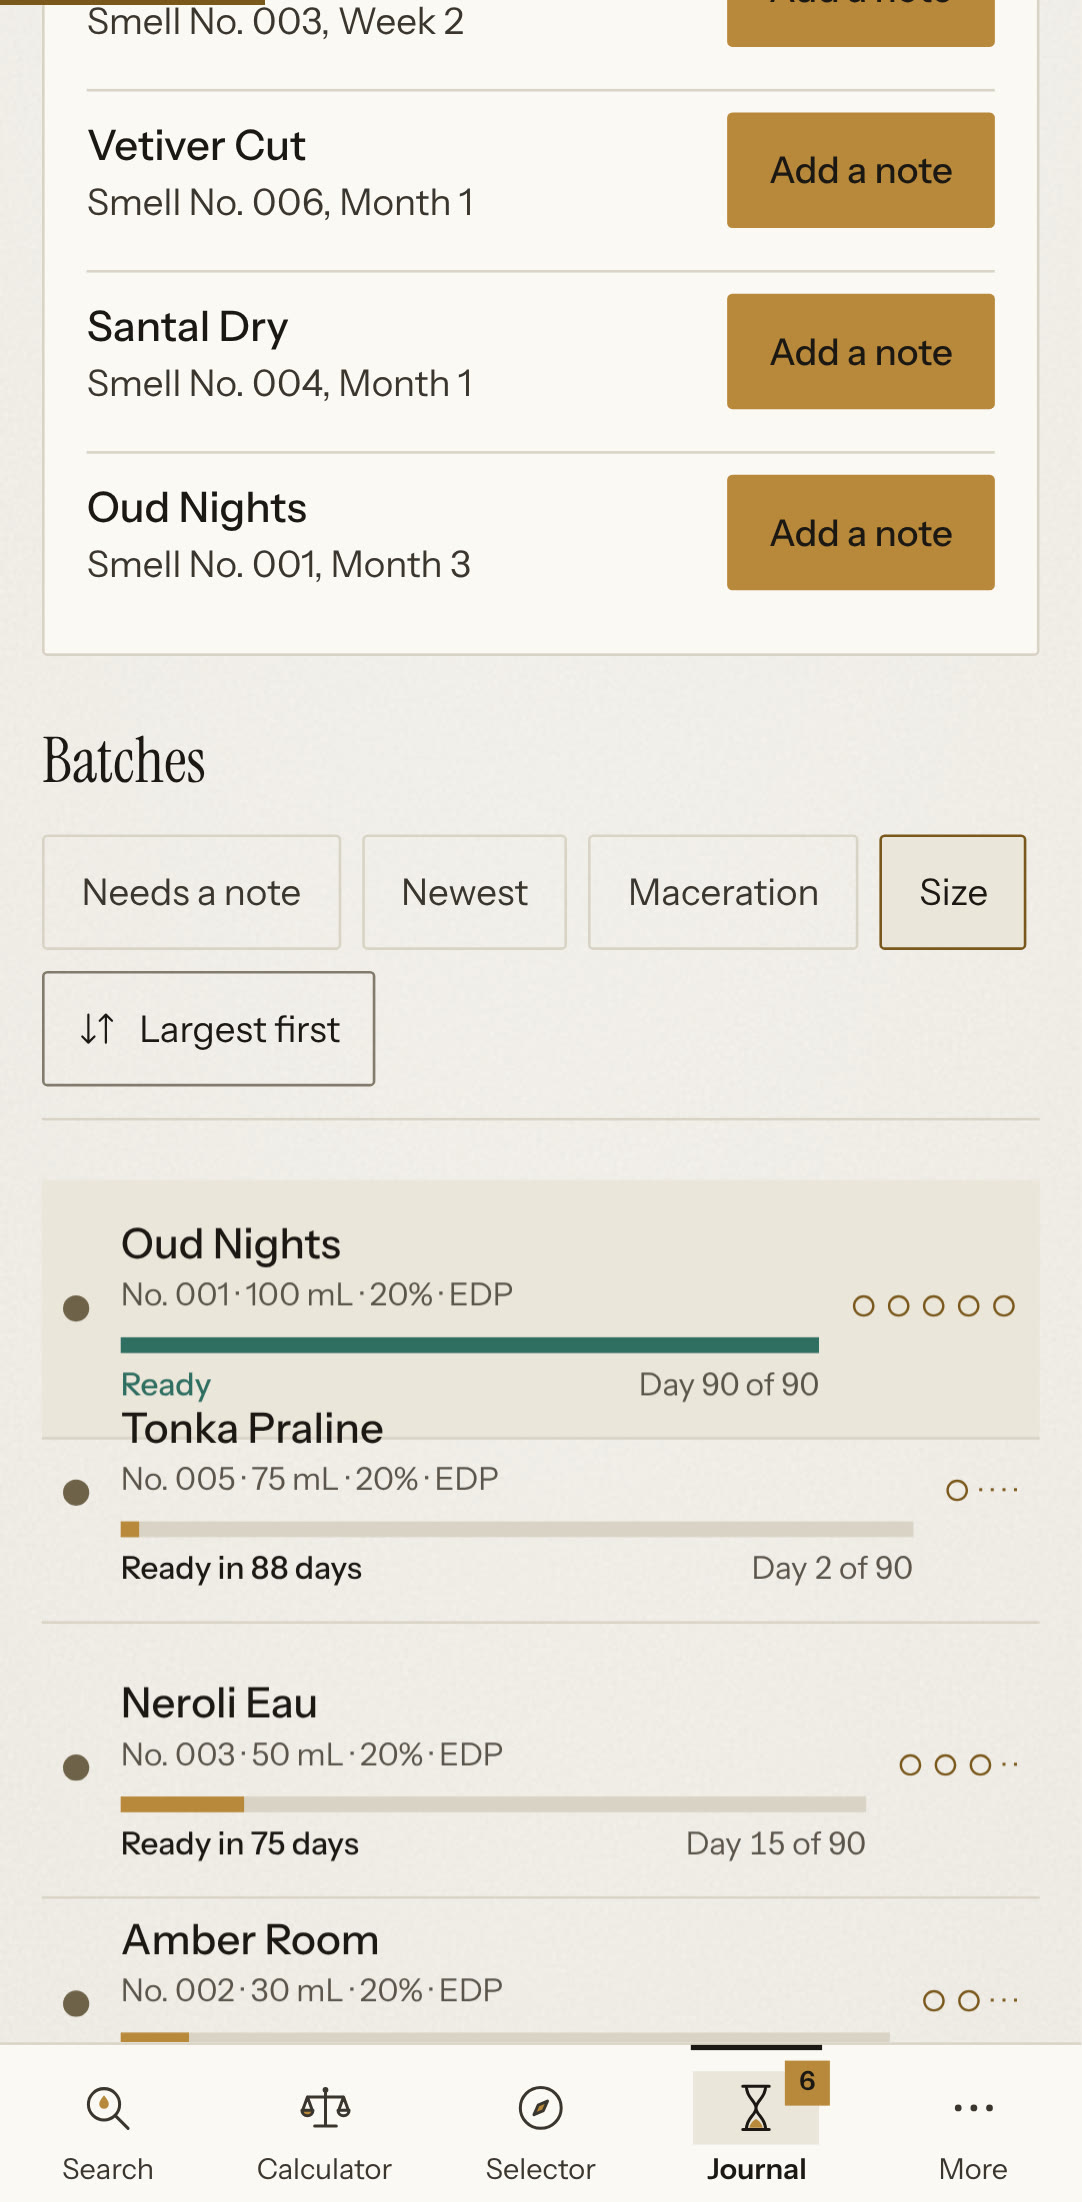 Smell No. 003, Week 2
Add a note
Vetiver Cut
Smell No. 006, Month 1
Add a note
Santal Dry
Smell No. 004, Month 1
Add a note
Oud Nights
Smell No. 001, Month 3
Add a note
Batches
Needs a note
Newest
Maceration
Size
Largest first
Oud Nights
No. 001 · 100 mL · 20% · EDP
Ready
Day 90 of 90
Tonka Praline
No. 005 · 75 mL · 20% · EDP
Ready in 88 days
Day 2 of 90
Neroli Eau
No. 003 · 50 mL · 20% · EDP
Ready in 75 days
Day 15 of 90
Amber Room
No. 002 · 30 mL · 20% · EDP
6
Search
Calculator
Selector
Journal
More